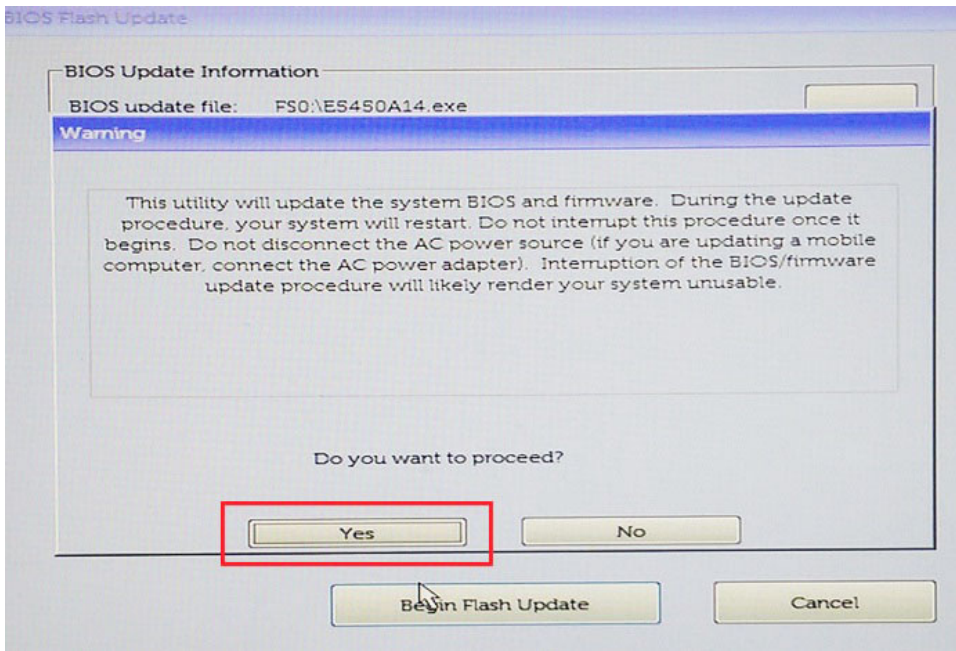 BIOS Flash Update
BIOS Update Information
BIOS update file: FS0:\E5450A14.exe
Warning
This utility will update the system BIOS and firmware. During the update
procedure, your system will restart. Do not interrupt this procedure once it
begins. Do not disconnect the AC power source (if you are updating a mobile
computer, connect the AC power adapter). Interruption of the BIOS/firmware
update procedure will likely render your system unusable.
Do you want to proceed?
Yes No
Begin Flash Update Cancel